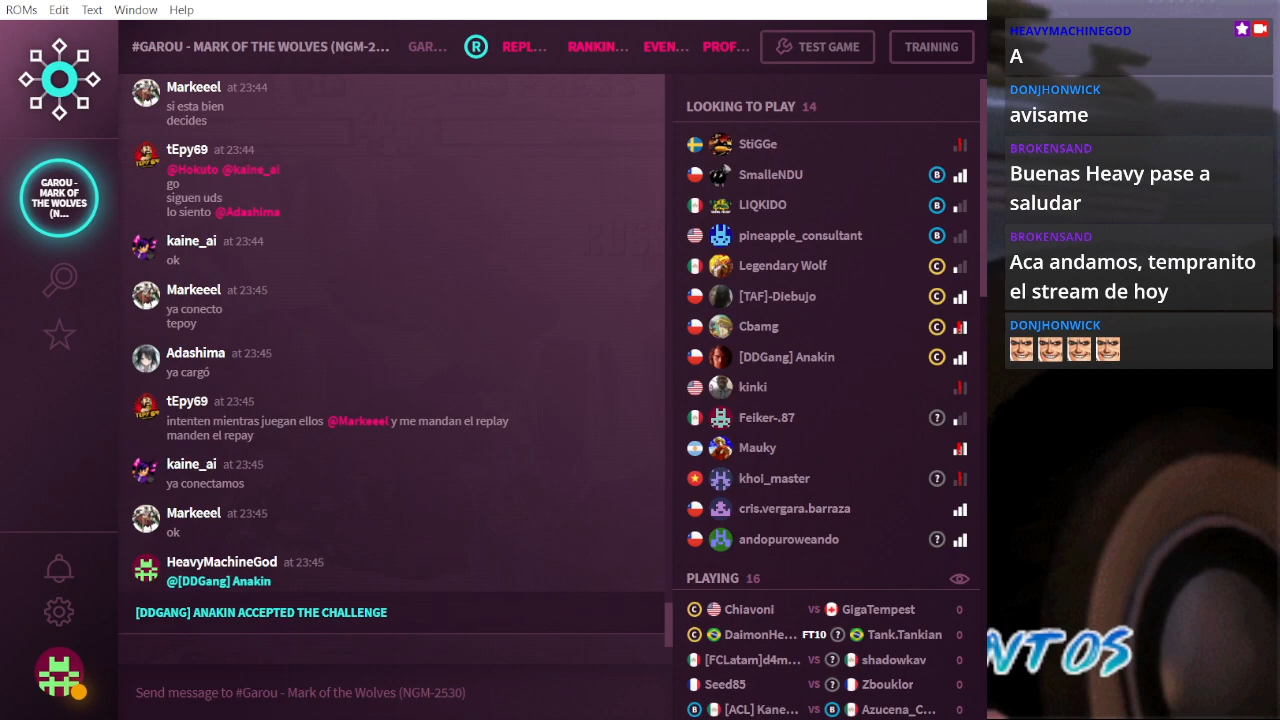 ROMs Edit Text Window Help
#GAROU - MARK OF THE WOLVES (NGM-2... GAR... R REPL... RANKIN... EVEN... PROF... TEST GAME TRAINING
GAROU -
MARK OF
THE WOLVES
(N...
Markeeel at 23:44
si esta bien
decides
tEpy69 at 23:44
@Hokuto @kaine_ai
go
siguen uds
lo siento @Adashima
kaine_ai at 23:44
ok
Markeeel at 23:45
ya conecto
tepoy
Adashima at 23:45
ya cargó
tEpy69 at 23:45
intenten mientras juegan ellos @Markeeel y me mandan el replay
manden el repay
kaine_ai at 23:45
ya conectamos
Markeeel at 23:45
ok
HeavyMachineGod at 23:45
@[DDGang] Anakin
[DDGANG] ANAKIN ACCEPTED THE CHALLENGE
Send message to #Garou - Mark of the Wolves (NGM-2530)
LOOKING TO PLAY 14
StiGGe
SmalleNDU B
LIQKIDO B
pineapple_consultant B
Legendary Wolf C
[TAF]-Diebujo C
Cbamg C
[DDGang] Anakin C
kinki
Feiker-.87 ?
Mauky
khoi_master ?
cris.vergara.barraza
andopuroweando ?
PLAYING 16
C Chiavoni VS GigaTempest 0
C DaimonHe... FT10 ? Tank.Tankian 0
[FCLatam]d4m... VS ? shadowkav 0
Seed85 VS ? Zbouklor 0
B [ACL] Kane... VS B Azucena_C... 0
HEAVYMACHINEGOD
A
DONJHONWICK
avisame
BROKENSAND
Buenas Heavy pase a
saludar
BROKENSAND
Aca andamos, tempranito
el stream de hoy
DONJHONWICK
NTOS